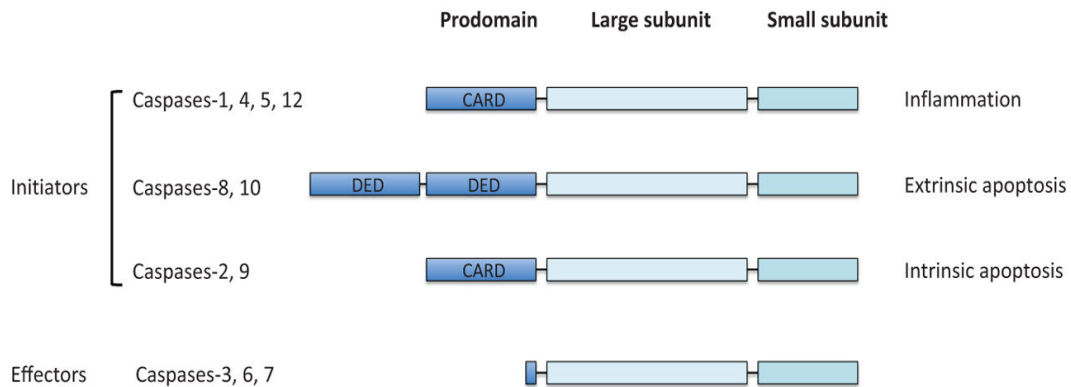 Prodomain Large subunit Small subunit
Caspases-1, 4, 5, 12 CARD Inflammation
Initiators Caspases-8, 10 DED DED Extrinsic apoptosis
Caspases-2, 9 CARD Intrinsic apoptosis
Effectors Caspases-3, 6, 7